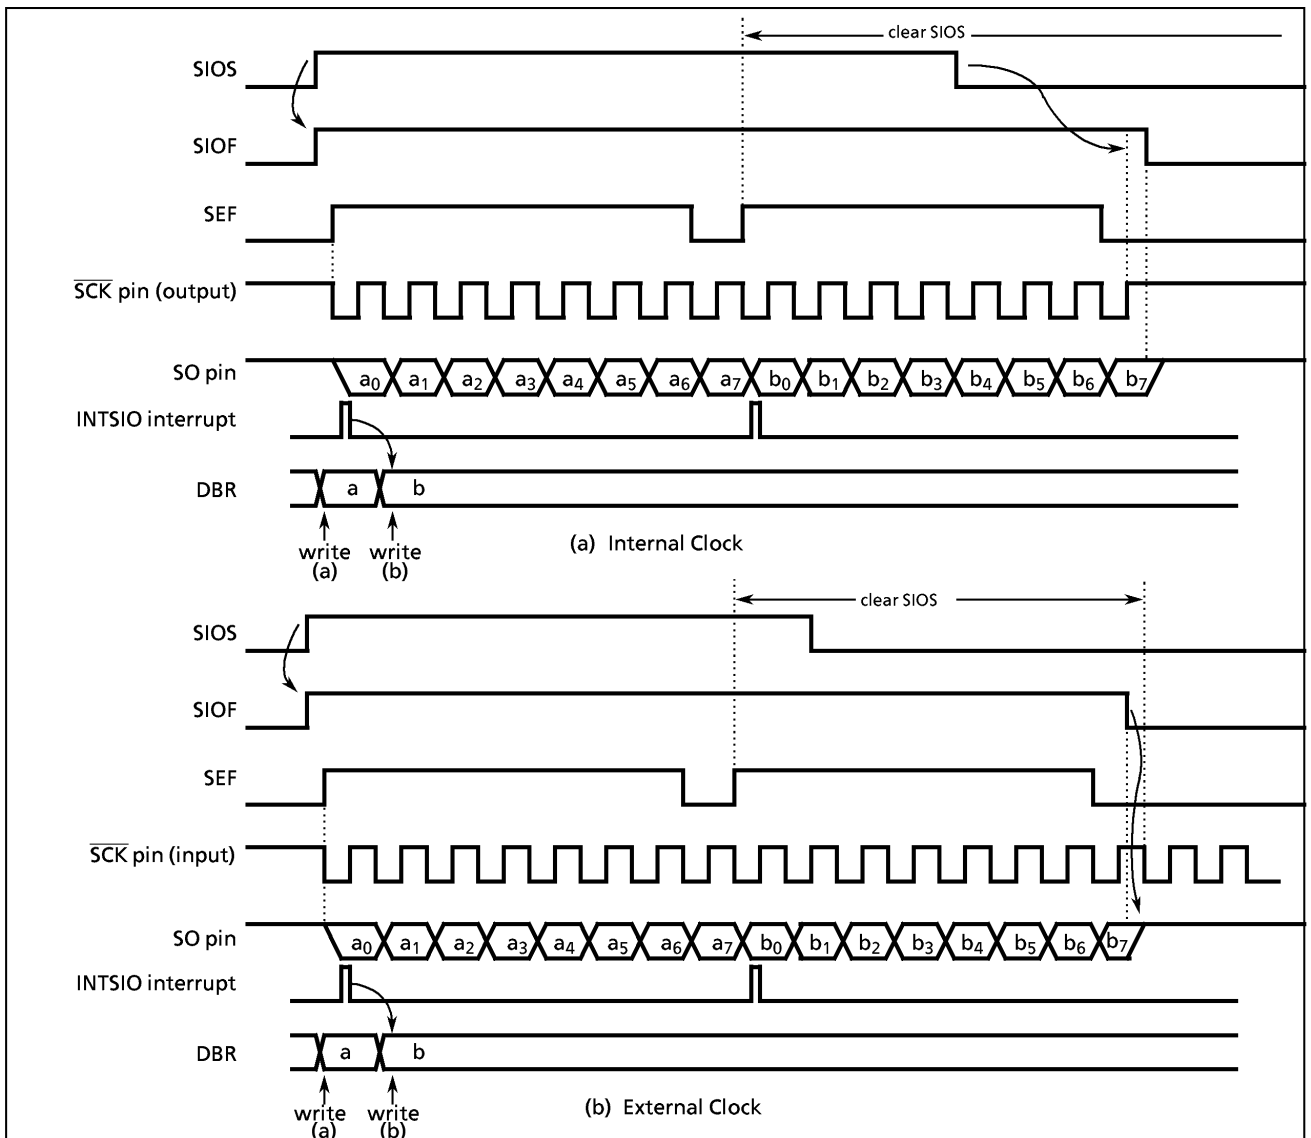 clear SIOS
SIOS
SIOF
SEF
SCK pin (output)
SO pin a0 a1 a2 a3 a4 a5 a6 a7 b0 b1 b2 b3 b4 b5 b6 b7
INTSIO interrupt
DBR a b
write write
(a) (b)
(a) Internal Clock
clear SIOS
SIOS
SIOF
SEF
SCK pin (input)
SO pin a0 a1 a2 a3 a4 a5 a6 a7 b0 b1 b2 b3 b4 b5 b6 b7
INTSIO interrupt
DBR a b
write write
(a) (b)
(b) External Clock